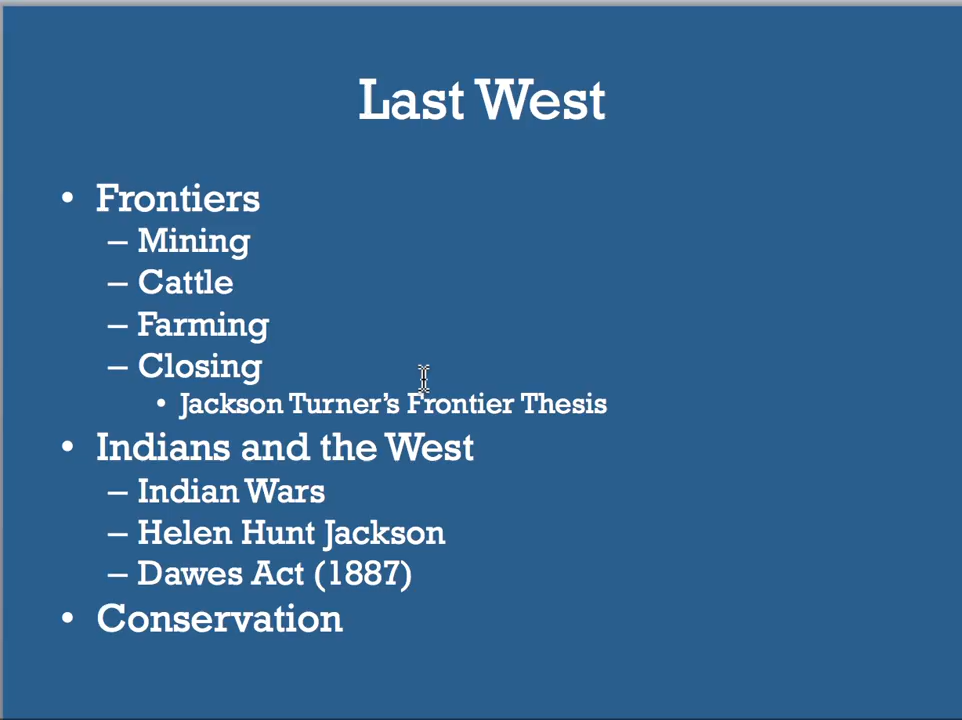 Last West
• Frontiers
– Mining
– Cattle
– Farming
– Closing
• Jackson Turner's Frontier Thesis
• Indians and the West
– Indian Wars
– Helen Hunt Jackson
– Dawes Act (1887)
• Conservation